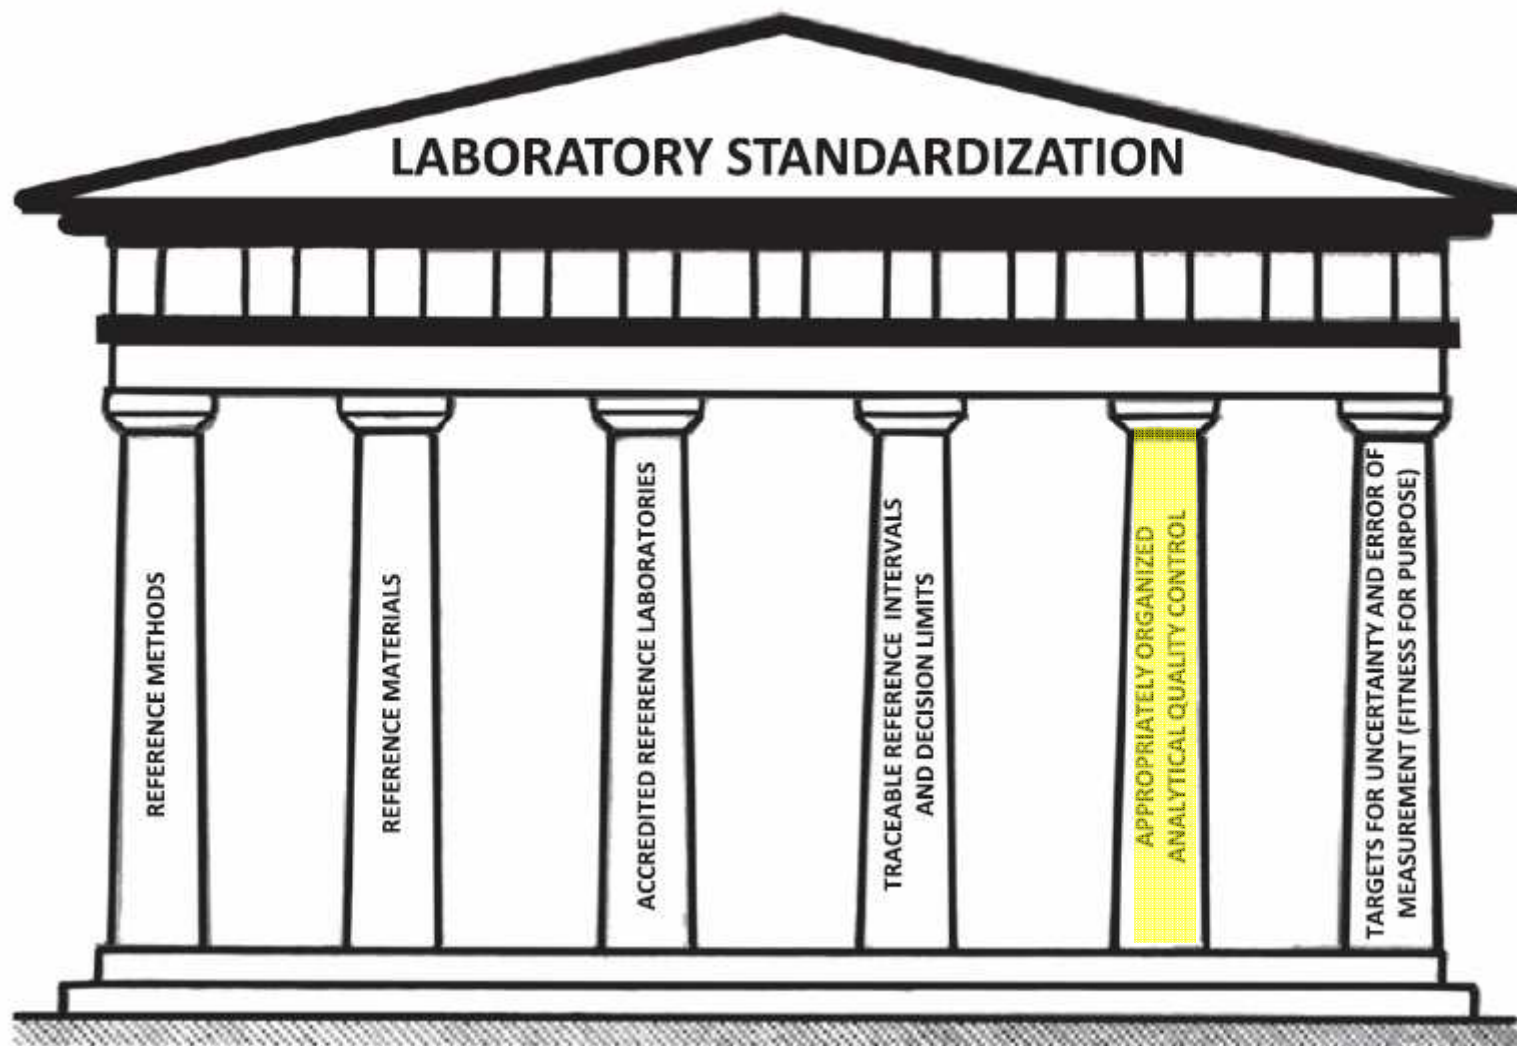 LABORATORY STANDARDIZATION
REFERENCE METHODS
REFERENCE MATERIALS
ACCREDITED REFERENCE LABORATORIES
TRACEABLE REFERENCE INTERVALS
AND DECISION LIMITS
APPROPRIATELY ORGANIZED
ANALYTICAL QUALITY CONTROL
TARGETS FOR UNCERTAINTY AND ERROR OF
MEASUREMENT (FITNESS FOR PURPOSE)